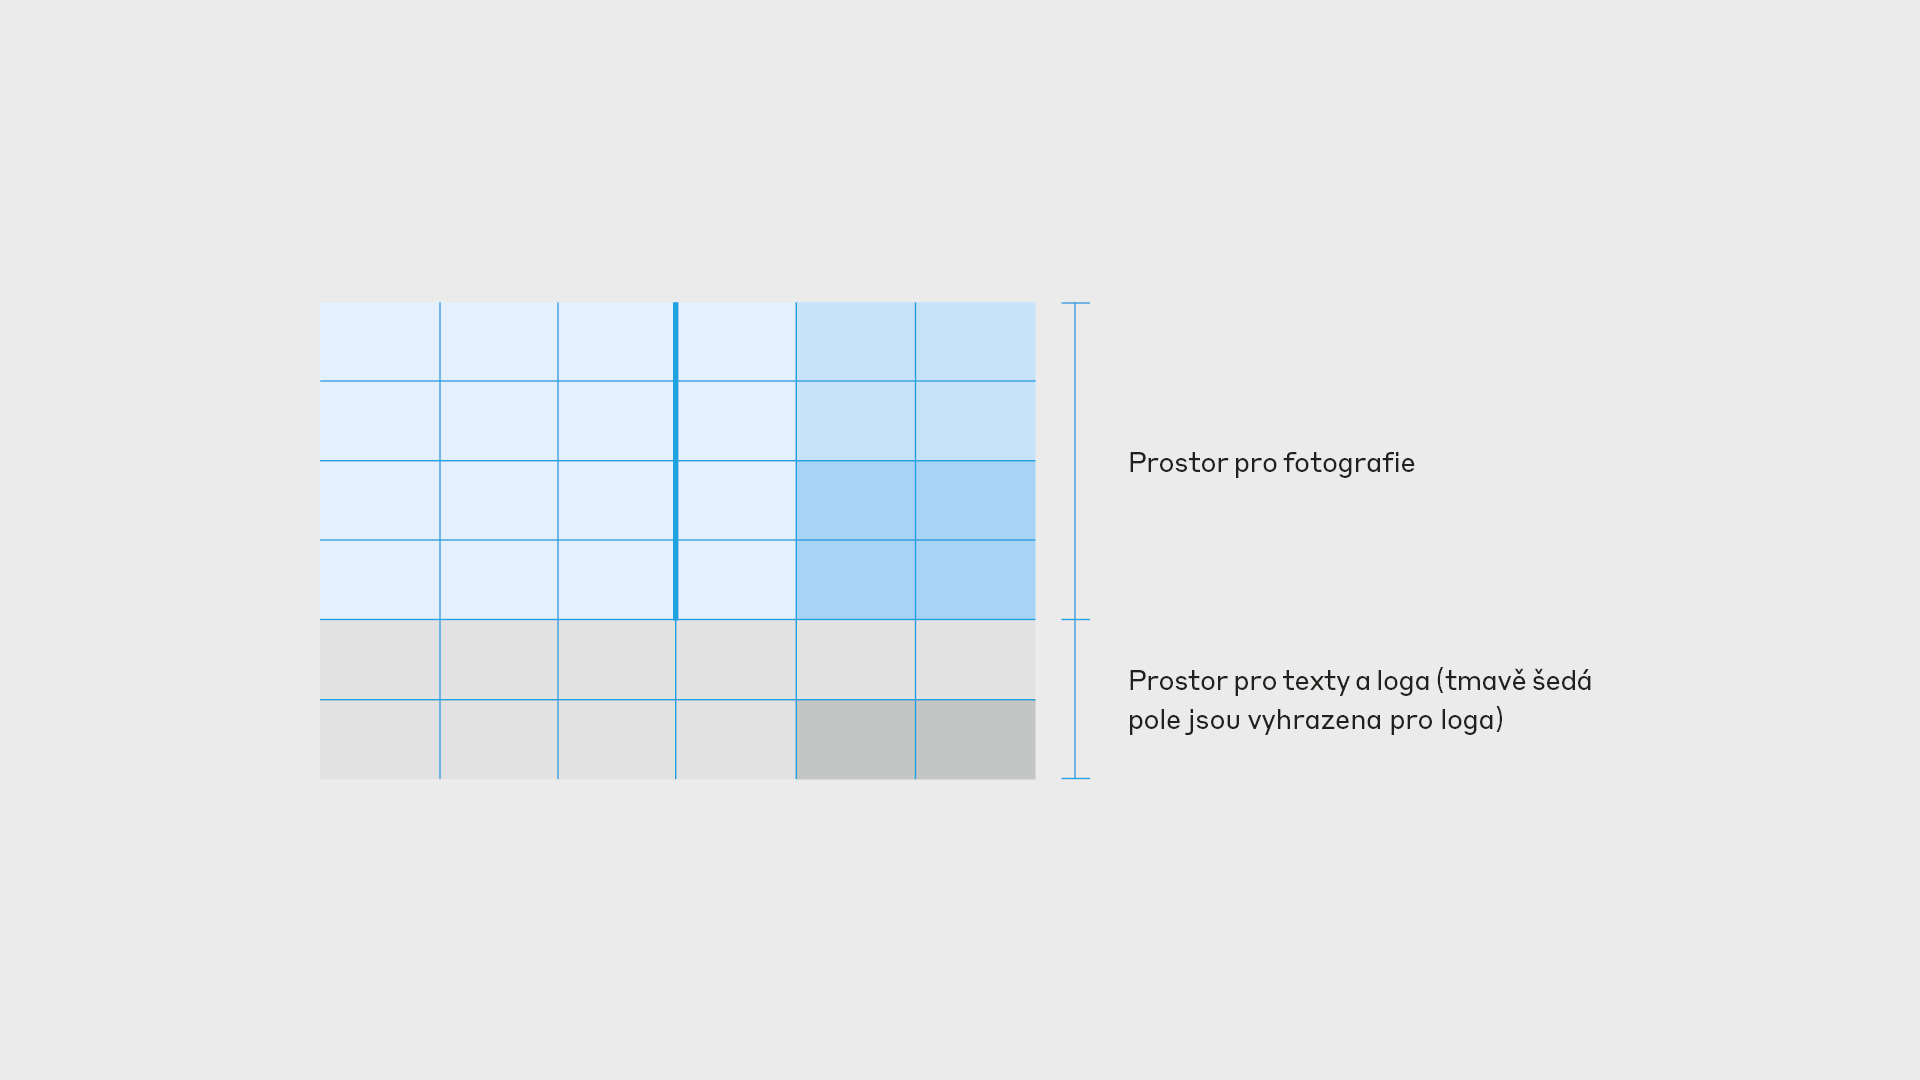 Prostor pro fotografie
Prostor pro texty a loga (tmavě šedá
pole jsou vyhrazena pro loga)